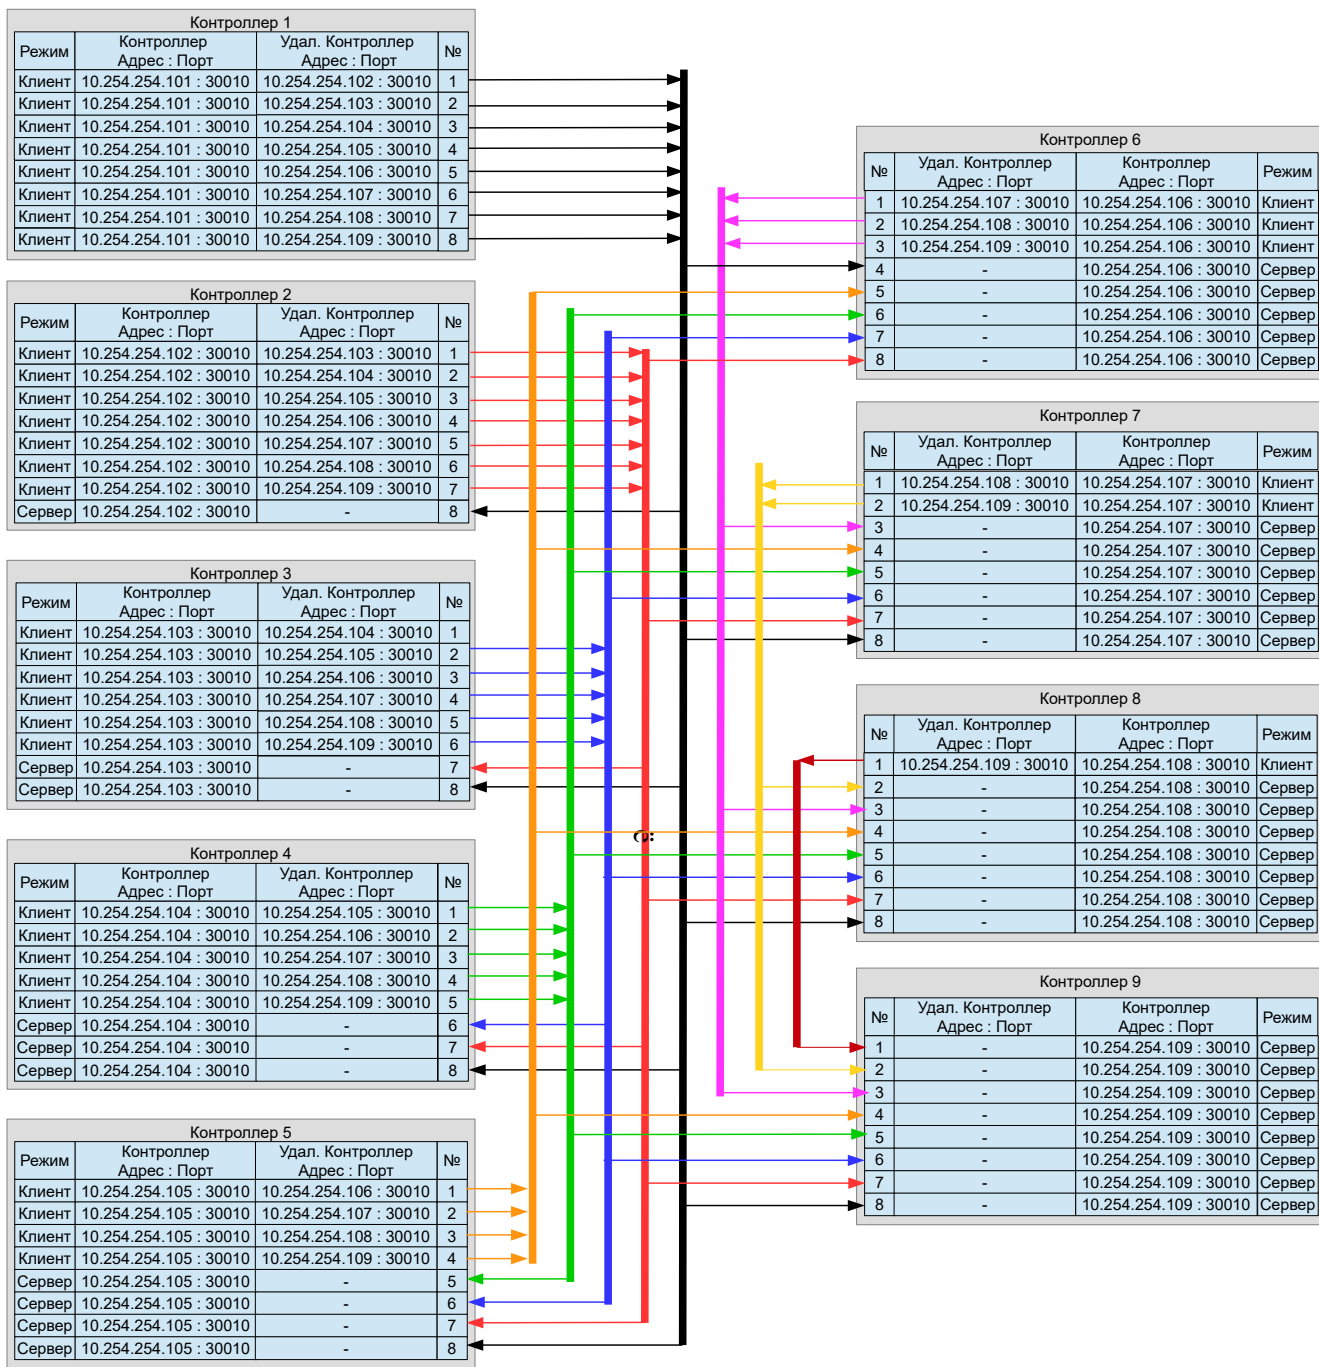 Контроллер 1
Режим Контроллер Адрес : Порт Удал. Контроллер Адрес : Порт №
Клиент 10.254.254.101 : 30010 10.254.254.102 : 30010 1
Клиент 10.254.254.101 : 30010 10.254.254.103 : 30010 2
Клиент 10.254.254.101 : 30010 10.254.254.104 : 30010 3
Клиент 10.254.254.101 : 30010 10.254.254.105 : 30010 4
Клиент 10.254.254.101 : 30010 10.254.254.106 : 30010 5
Клиент 10.254.254.101 : 30010 10.254.254.107 : 30010 6
Клиент 10.254.254.101 : 30010 10.254.254.108 : 30010 7
Клиент 10.254.254.101 : 30010 10.254.254.109 : 30010 8
Контроллер 2
Режим Контроллер Адрес : Порт Удал. Контроллер Адрес : Порт №
Клиент 10.254.254.102 : 30010 10.254.254.103 : 30010 1
Клиент 10.254.254.102 : 30010 10.254.254.104 : 30010 2
Клиент 10.254.254.102 : 30010 10.254.254.105 : 30010 3
Клиент 10.254.254.102 : 30010 10.254.254.106 : 30010 4
Клиент 10.254.254.102 : 30010 10.254.254.107 : 30010 5
Клиент 10.254.254.102 : 30010 10.254.254.108 : 30010 6
Клиент 10.254.254.102 : 30010 10.254.254.109 : 30010 7
Сервер 10.254.254.102 : 30010 - 8
Контроллер 3
Режим Контроллер Адрес : Порт Удал. Контроллер Адрес : Порт №
Клиент 10.254.254.103 : 30010 10.254.254.104 : 30010 1
Клиент 10.254.254.103 : 30010 10.254.254.105 : 30010 2
Клиент 10.254.254.103 : 30010 10.254.254.106 : 30010 3
Клиент 10.254.254.103 : 30010 10.254.254.107 : 30010 4
Клиент 10.254.254.103 : 30010 10.254.254.108 : 30010 5
Клиент 10.254.254.103 : 30010 10.254.254.109 : 30010 6
Сервер 10.254.254.103 : 30010 - 7
Сервер 10.254.254.103 : 30010 - 8
Контроллер 4
Режим Контроллер Адрес : Порт Удал. Контроллер Адрес : Порт №
Клиент 10.254.254.104 : 30010 10.254.254.105 : 30010 1
Клиент 10.254.254.104 : 30010 10.254.254.106 : 30010 2
Клиент 10.254.254.104 : 30010 10.254.254.107 : 30010 3
Клиент 10.254.254.104 : 30010 10.254.254.108 : 30010 4
Клиент 10.254.254.104 : 30010 10.254.254.109 : 30010 5
Сервер 10.254.254.104 : 30010 - 6
Сервер 10.254.254.104 : 30010 - 7
Сервер 10.254.254.104 : 30010 - 8
Контроллер 5
Режим Контроллер Адрес : Порт Удал. Контроллер Адрес : Порт №
Клиент 10.254.254.105 : 30010 10.254.254.106 : 30010 1
Клиент 10.254.254.105 : 30010 10.254.254.107 : 30010 2
Клиент 10.254.254.105 : 30010 10.254.254.108 : 30010 3
Клиент 10.254.254.105 : 30010 10.254.254.109 : 30010 4
Сервер 10.254.254.105 : 30010 - 5
Сервер 10.254.254.105 : 30010 - 6
Сервер 10.254.254.105 : 30010 - 7
Сервер 10.254.254.105 : 30010 - 8
Контроллер 6
№ Удал. Контроллер Адрес : Порт Контроллер Адрес : Порт Режим
1 10.254.254.107 : 30010 10.254.254.106 : 30010 Клиент
2 10.254.254.108 : 30010 10.254.254.106 : 30010 Клиент
3 10.254.254.109 : 30010 10.254.254.106 : 30010 Клиент
4 - 10.254.254.106 : 30010 Сервер
5 - 10.254.254.106 : 30010 Сервер
6 - 10.254.254.106 : 30010 Сервер
7 - 10.254.254.106 : 30010 Сервер
8 - 10.254.254.106 : 30010 Сервер
Контроллер 7
№ Удал. Контроллер Адрес : Порт Контроллер Адрес : Порт Режим
1 10.254.254.108 : 30010 10.254.254.107 : 30010 Клиент
2 10.254.254.109 : 30010 10.254.254.107 : 30010 Клиент
3 - 10.254.254.107 : 30010 Сервер
4 - 10.254.254.107 : 30010 Сервер
5 - 10.254.254.107 : 30010 Сервер
6 - 10.254.254.107 : 30010 Сервер
7 - 10.254.254.107 : 30010 Сервер
8 - 10.254.254.107 : 30010 Сервер
Контроллер 8
№ Удал. Контроллер Адрес : Порт Контроллер Адрес : Порт Режим
1 10.254.254.109 : 30010 10.254.254.108 : 30010 Клиент
2 - 10.254.254.108 : 30010 Сервер
3 - 10.254.254.108 : 30010 Сервер
4 - 10.254.254.108 : 30010 Сервер
5 - 10.254.254.108 : 30010 Сервер
6 - 10.254.254.108 : 30010 Сервер
7 - 10.254.254.108 : 30010 Сервер
8 - 10.254.254.108 : 30010 Сервер
Контроллер 9
№ Удал. Контроллер Адрес : Порт Контроллер Адрес : Порт Режим
1 - 10.254.254.109 : 30010 Сервер
2 - 10.254.254.109 : 30010 Сервер
3 - 10.254.254.109 : 30010 Сервер
4 - 10.254.254.109 : 30010 Сервер
5 - 10.254.254.109 : 30010 Сервер
6 - 10.254.254.109 : 30010 Сервер
7 - 10.254.254.109 : 30010 Сервер
8 - 10.254.254.109 : 30010 Сервер